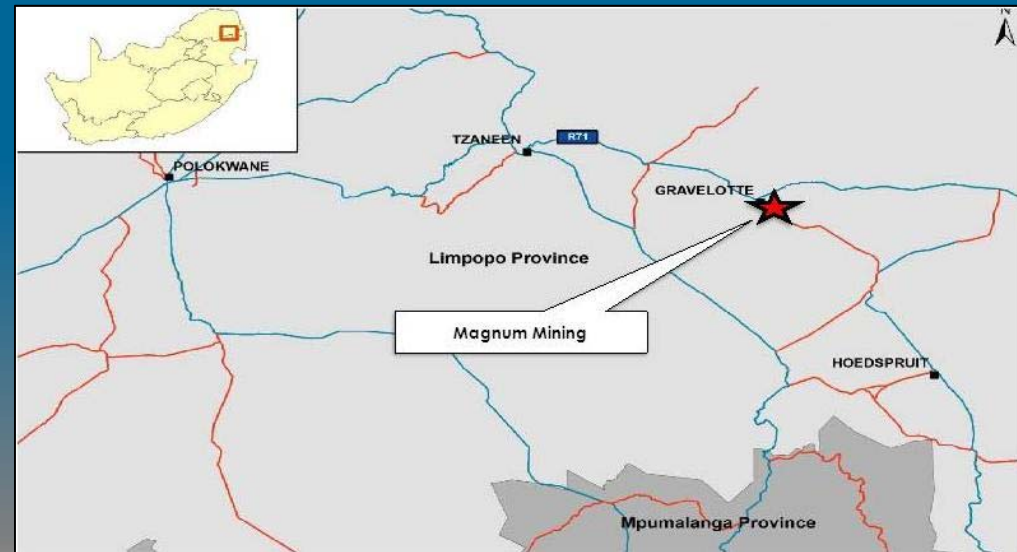 N
TZANEEN
R71
POLOKWANE
GRAVELOTTE
Limpopo Province
Magnum Mining
HOEDSPRUIT
Mpumalanga Province